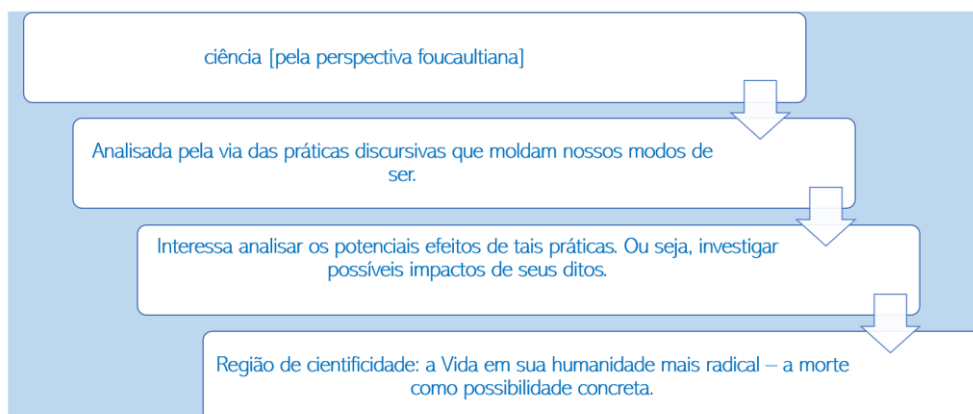 ciência [pela perspectiva foucaultiana]
Analisada pela via das práticas discursivas que moldam nossos modos de
ser.
Interessa analisar os potenciais efeitos de tais práticas. Ou seja, investigar
possíveis impactos de seus ditos.
Região de cientificidade: a Vida em sua humanidade mais radical – a morte
como possibilidade concreta.